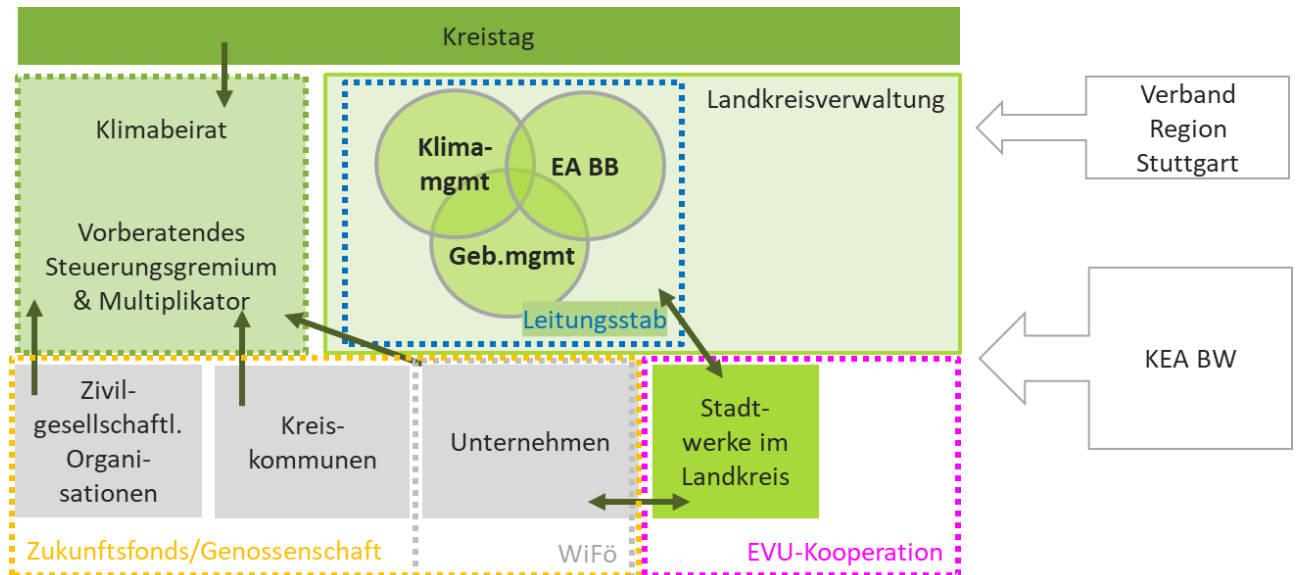 Kreistag
Klimabeirat
Vorberatendes
Steuerungsgremium
& Multiplikator
Landkreisverwaltung
Klima-
mgmt
EA BB
Geb.mgmt
Leitungsstab
Verband
Region
Stuttgart
KEA BW
Zivil-
gesellschaftl.
Organi-
sationen
Kreis-
kommunen
Unternehmen
Stadt-
werke im
Landkreis
Zukunftsfonds/Genossenschaft
WiFö
EVU-Kooperation